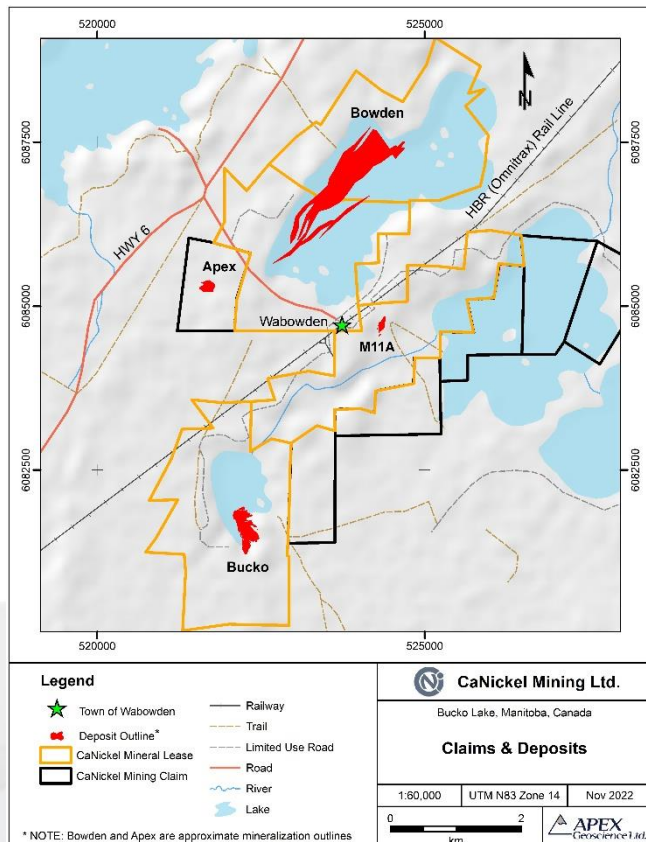 520000 525000
Bowden
N
HBR (Omnitrax) Rail Line
6087500 6087500
HWY 6
Apex
6085000 6085000
Wabowden
M11A
6082500 6082500
Bucko
520000 525000
Legend
Town of Wabowden
Deposit Outline*
CaNickel Mineral Lease
CaNickel Mining Claim
Railway
Trail
Limited Use Road
Road
River
Lake
* NOTE: Bowden and Apex are approximate mineralization outlines
CaNickel Mining Ltd.
Bucko Lake, Manitoba, Canada
Claims & Deposits
1:60,000 UTM N83 Zone 14 Nov 2022
0 2
km
APEX
Geoscience Ltd.